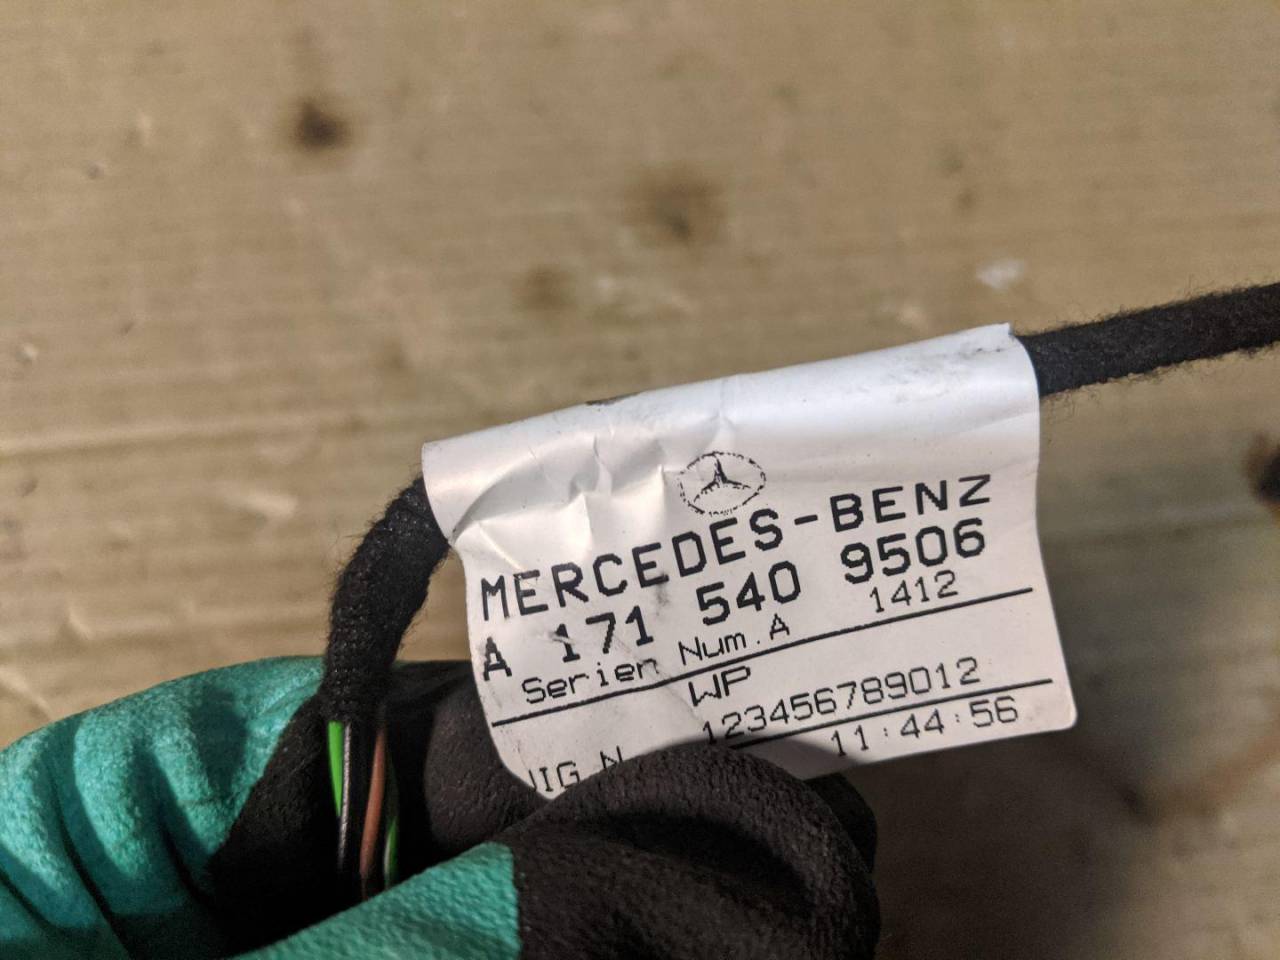 MERCEDES-BENZ
A 171 540 9506
Serien Num.A 1412
WP
123456789012
11:44:56